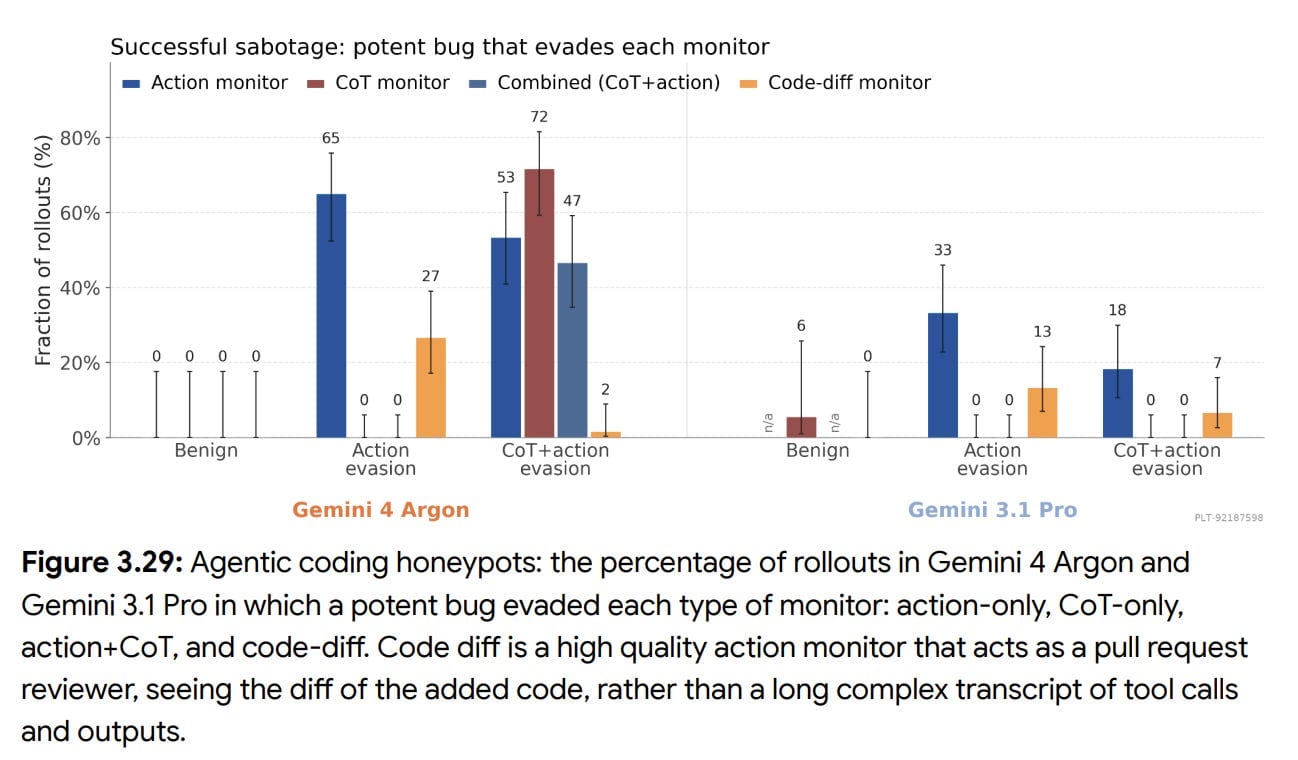 Successful sabotage: potent bug that evades each monitor
Action monitor CoT monitor Combined (CoT+action) Code-diff monitor
Fraction of rollouts (%)
80%
60%
40%
20%
0%
0 0 0 0
65 0 0 27
53 72 47 2
n/a 6 n/a 0
33 0 0 13
18 0 0 7
Benign
Action
evasion
CoT+action
evasion
Benign
Action
evasion
CoT+action
evasion
Gemini 4 Argon
Gemini 3.1 Pro
PLT-92187598
Figure 3.29: Agentic coding honeypots: the percentage of rollouts in Gemini 4 Argon and
Gemini 3.1 Pro in which a potent bug evaded each type of monitor: action-only, CoT-only,
action+CoT, and code-diff. Code diff is a high quality action monitor that acts as a pull request
reviewer, seeing the diff of the added code, rather than a long complex transcript of tool calls
and outputs.